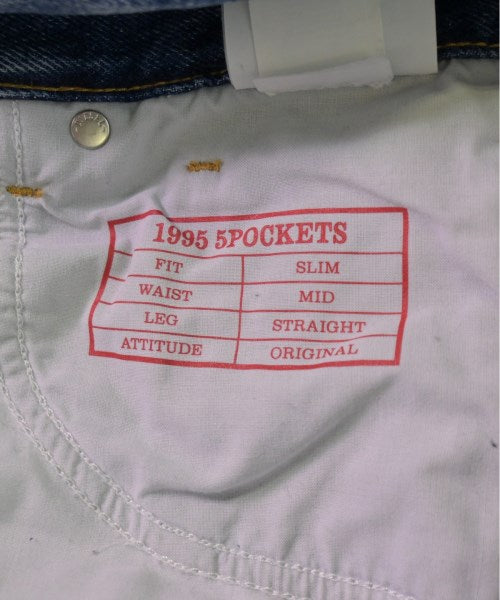 1995 5POCKETS
FIT SLIM
WAIST MID
LEG STRAIGHT
ATTITUDE ORIGINAL